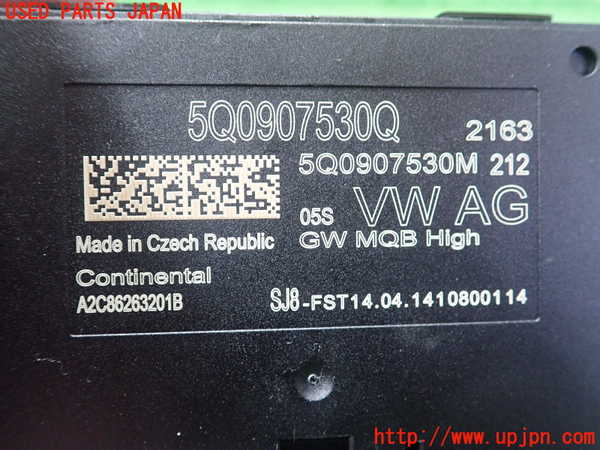 USED PARTS JAPAN
5Q0907530Q 2163
5Q0907530M 212
05S VW AG
Made in Czech Republic GW MQB High
Continental
A2C86263201B SJ8-FST14.04.1410800114
http://www.upjpn.com/